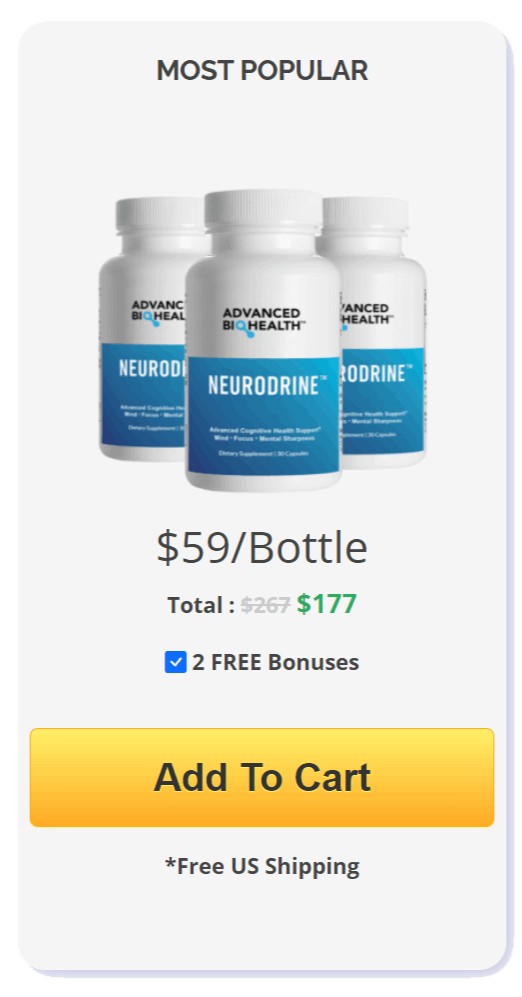 MOST POPULAR
ADVANCED
BIOHEALTH™
NEURODRINE™
Advanced Cognitive Health Support*
Mind • Focus • Mental Sharpness
Dietary Supplement | 30 Capsules
$59/Bottle
Total : $267 $177
2 FREE Bonuses
Add To Cart
*Free US Shipping